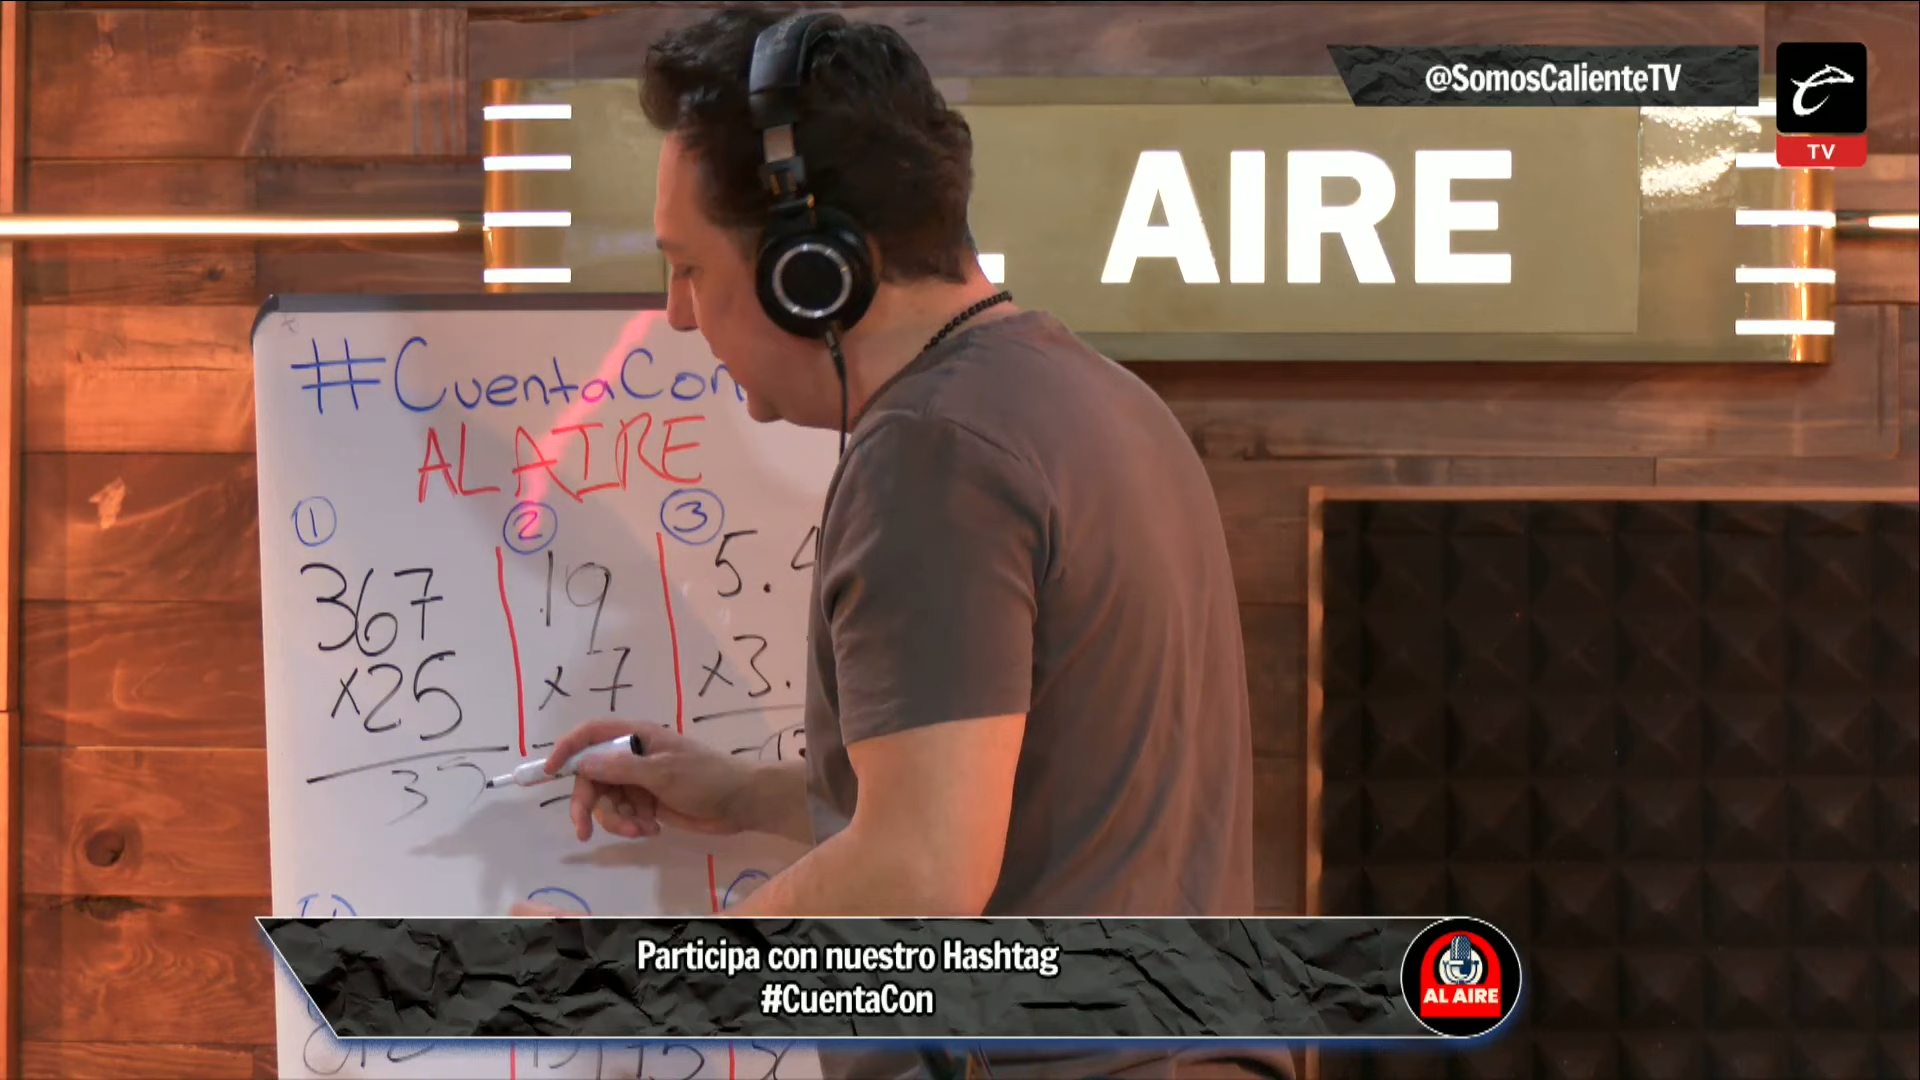 @SomosCalienteTV
TV
AIRE
#CuentaCon
AL AIRE
1 2 3
367
x25
19
x7
5.4
x3.
Participa con nuestro Hashtag
#CuentaCon
AL AIRE